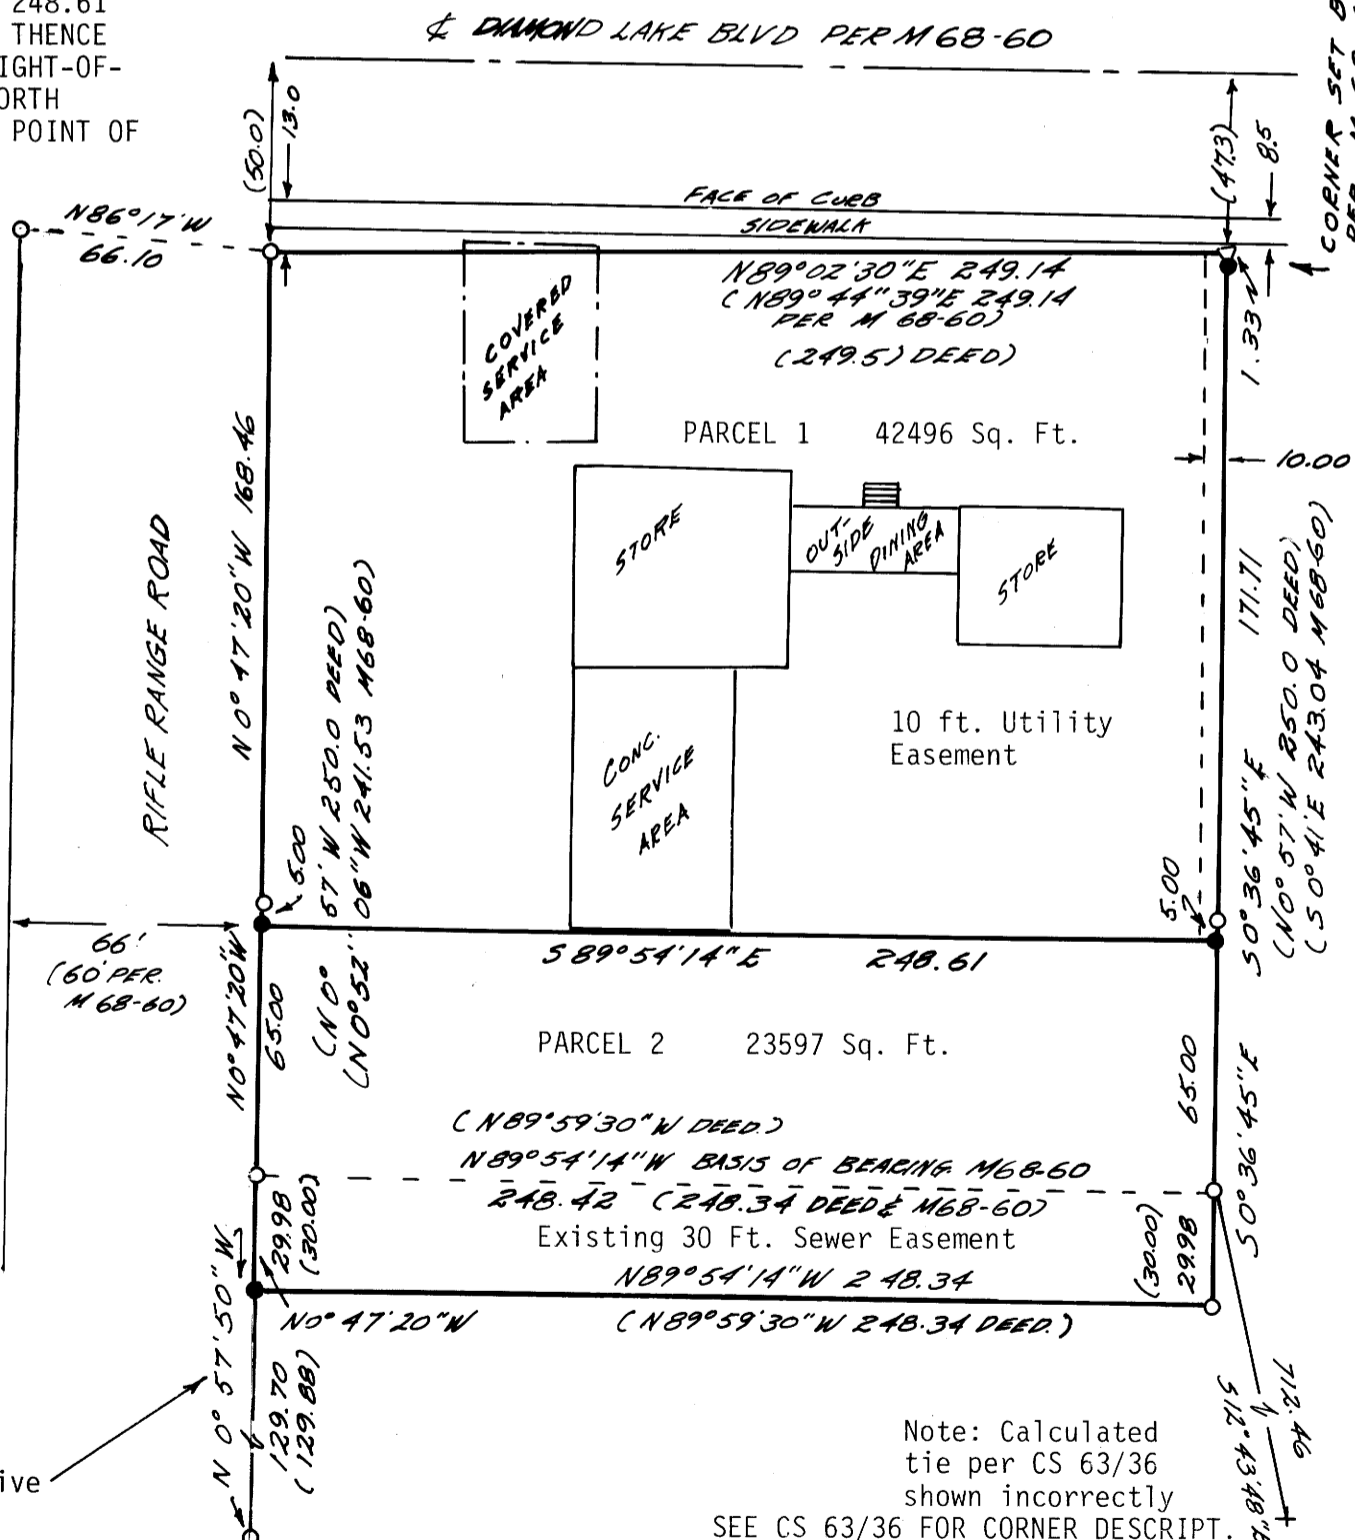 248.61
THENCE
IGHT-OF-
ORTH
POINT OF
℄ DIAMOND LAKE BLVD PER M 68-60
(50.0)
13.0
(47.3)
8.5
CORNER SET B
N86°17'W
66.10
FACE OF CURB
SIDEWALK
N89°02'30"E 249.14
(N89°44"39"E 249.14
PER M 68-60)
(249.5) DEED)
1.33
COVERED
SERVICE
AREA
PARCEL 1 42496 Sq. Ft.
10.00
N 0°47'20"W 168.46
RIFLE RANGE ROAD
STORE
OUT-
SIDE
DINING
AREA
STORE
171.71
S0°36'45"E
(N0°57'W 250.0 DEED)
(S0°41'E 243.04 M68-60)
10 ft. Utility
Easement
CONC.
SERVICE
AREA
5.00
5.00
(N0° 57'W 250.0 DEED)
(N0°52'' 06"W 241.53 M68-60)
66'
(60' PER.
M 68-60)
S89°54'14"E 248.61
N0°47'20"W
65.00
PARCEL 2 23597 Sq. Ft.
65.00
S0°36'45"E
(N89°59'30"W DEED.)
N89°54'14"W BASIS OF BEARING M68-60
248.42 (248.34 DEED & M68-60)
Existing 30 Ft. Sewer Easement
29.98
(30.00)
(30.00)
29.98
N89°54'14"W 248.34
N0°47'20"W
(N89°59'30"W 248.34 DEED.)
N 0°57'50"W
129.70
(129.88)
ive
712.46
S12°43'48"E
Note: Calculated
tie per CS 63/36
shown incorrectly
SEE CS 63/36 FOR CORNER DESCRIPT.